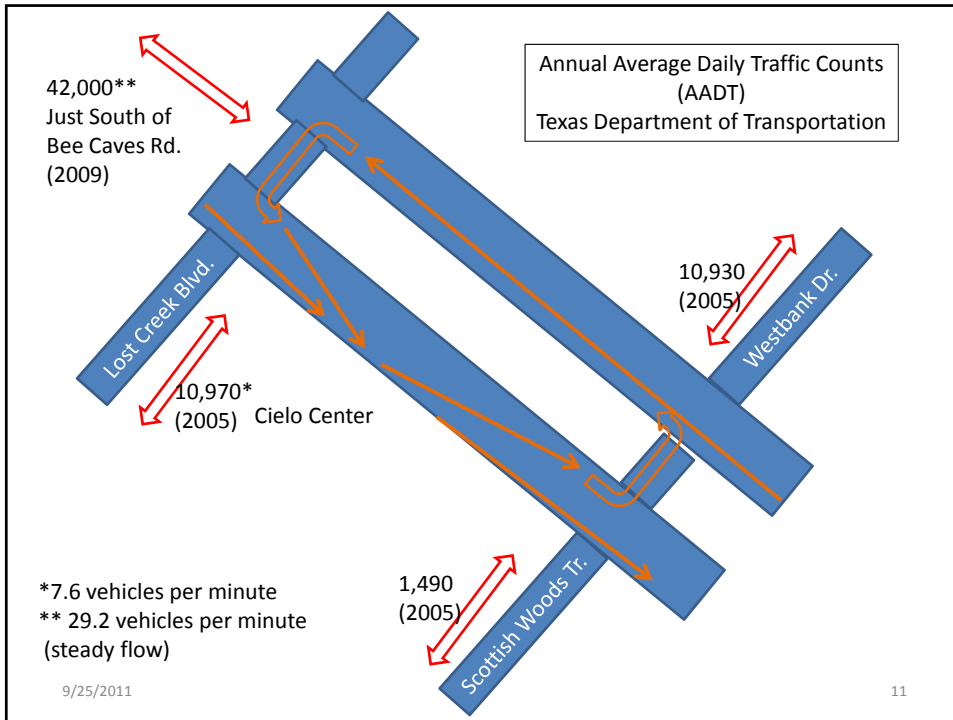 42,000**
Just South of
Bee Caves Rd.
(2009)
Annual Average Daily Traffic Counts
(AADT)
Texas Department of Transportation
10,930
(2005)
Westbank Dr.
Lost Creek Blvd.
10,970*
(2005)
Cielo Center
1,490
(2005)
Scottish Woods Tr.
*7.6 vehicles per minute
** 29.2 vehicles per minute
(steady flow)
9/25/2011
11